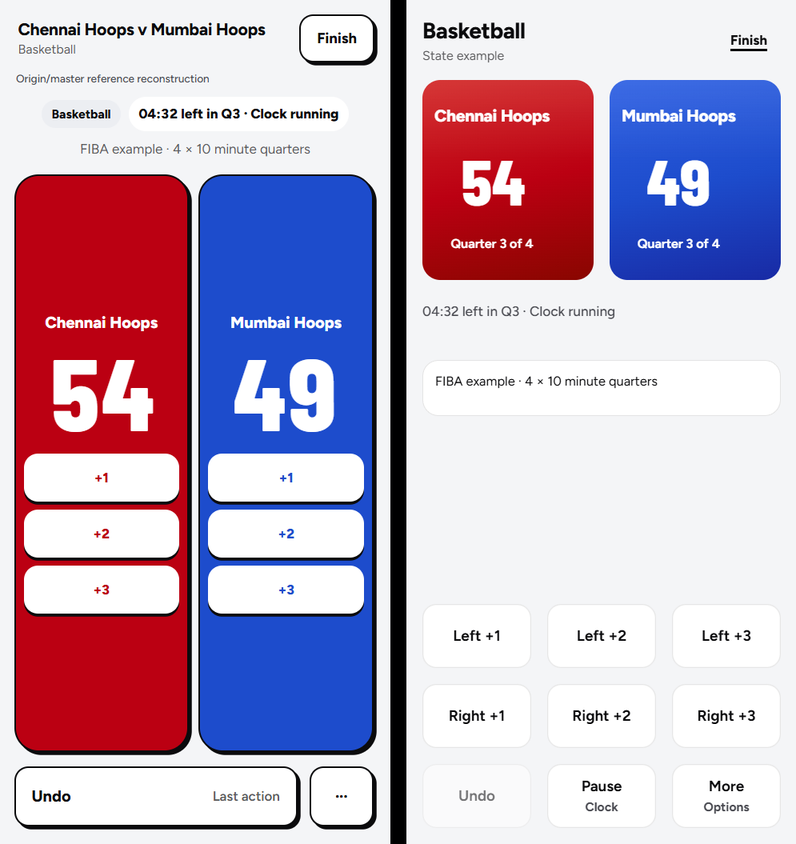 Chennai Hoops v Mumbai Hoops
Basketball
Finish
Origin/master reference reconstruction
Basketball
04:32 left in Q3 · Clock running
FIBA example · 4 × 10 minute quarters
Chennai Hoops
54
+1
+2
+3
Mumbai Hoops
49
+1
+2
+3
Undo
Last action
···
Basketball
State example
Finish
Chennai Hoops
54
Quarter 3 of 4
Mumbai Hoops
49
Quarter 3 of 4
04:32 left in Q3 · Clock running
FIBA example · 4 × 10 minute quarters
Left +1
Left +2
Left +3
Right +1
Right +2
Right +3
Undo
Pause
Clock
More
Options